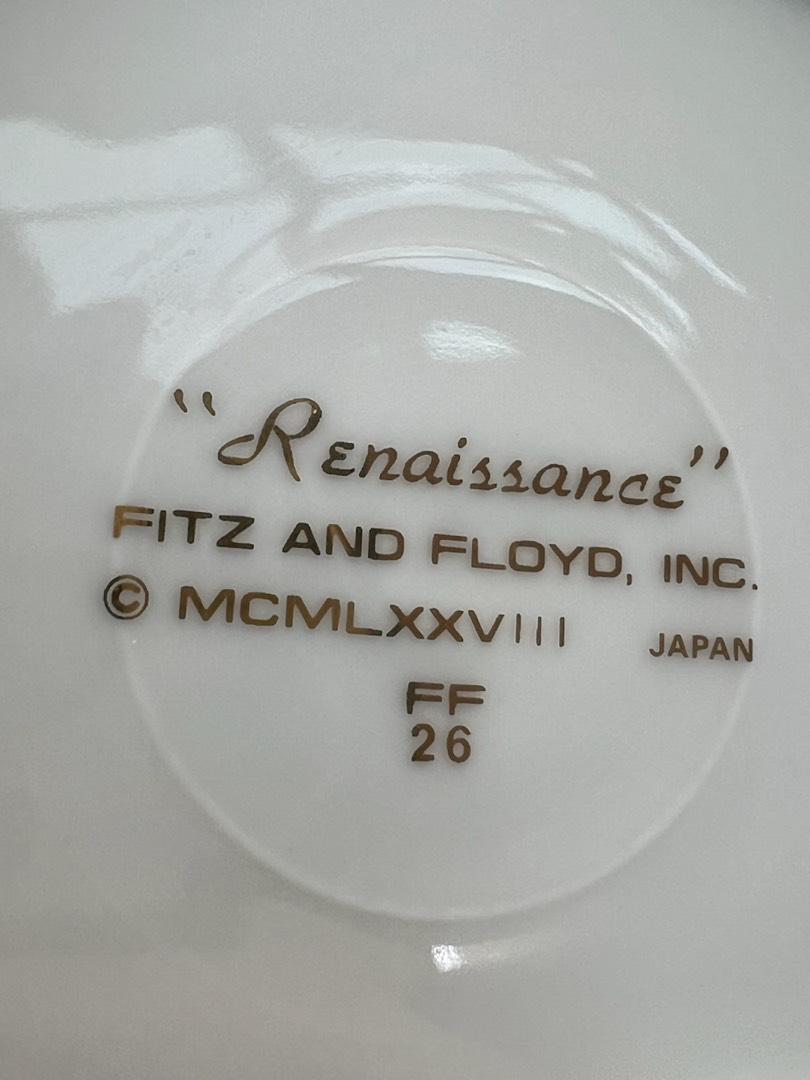 “Renaissance”
FITZ AND FLOYD, INC.
© MCMLXXVIII JAPAN
FF
26